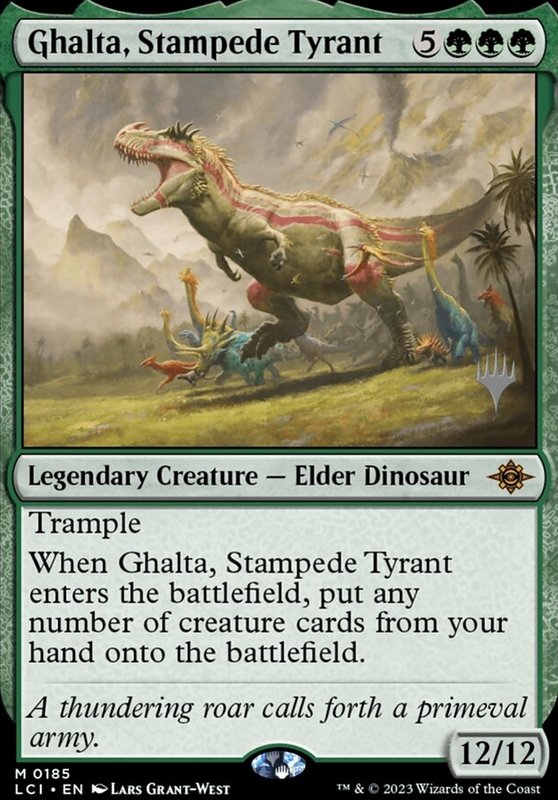 Ghalta, Stampede Tyrant 5
Legendary Creature — Elder Dinosaur
Trample
When Ghalta, Stampede Tyrant
enters the battlefield, put any
number of creature cards from your
hand onto the battlefield.
A thundering roar calls forth a primeval
army.
12/12
M 0185
LCI • EN Lars Grant-West
™ & © 2023 Wizards of the Coast